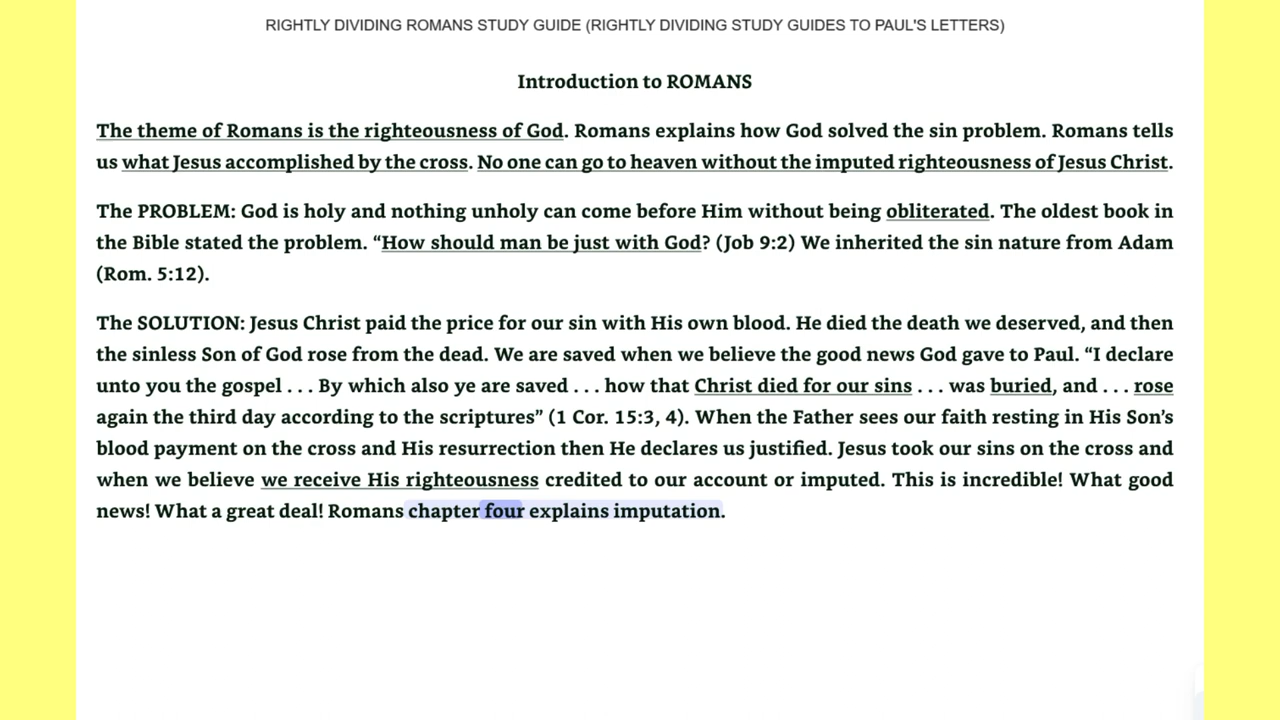 RIGHTLY DIVIDING ROMANS STUDY GUIDE (RIGHTLY DIVIDING STUDY GUIDES TO PAUL'S LETTERS)
Introduction to ROMANS
The theme of Romans is the righteousness of God. Romans explains how God solved the sin problem. Romans tells
us what Jesus accomplished by the cross. No one can go to heaven without the imputed righteousness of Jesus Christ.
The PROBLEM: God is holy and nothing unholy can come before Him without being obliterated. The oldest book in
the Bible stated the problem. “How should man be just with God? (Job 9:2) We inherited the sin nature from Adam
(Rom. 5:12).
The SOLUTION: Jesus Christ paid the price for our sin with His own blood. He died the death we deserved, and then
the sinless Son of God rose from the dead. We are saved when we believe the good news God gave to Paul. “I declare
unto you the gospel . . . By which also ye are saved . . . how that Christ died for our sins . . . was buried, and . . . rose
again the third day according to the scriptures” (1 Cor. 15:3, 4). When the Father sees our faith resting in His Son’s
blood payment on the cross and His resurrection then He declares us justified. Jesus took our sins on the cross and
when we believe we receive His righteousness credited to our account or imputed. This is incredible! What good
news! What a great deal! Romans chapter four explains imputation.